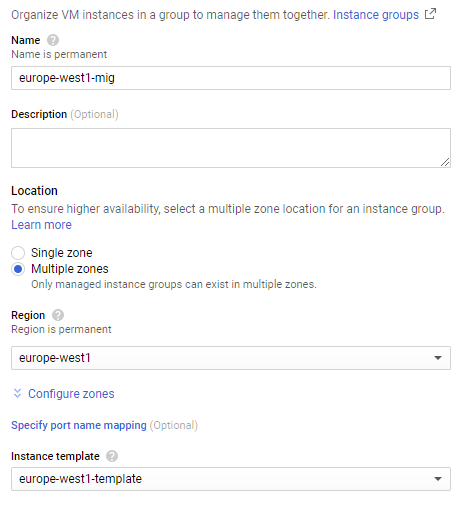 Organize VM instances in a group to manage them together. Instance groups
Name
Name is permanent
europe-west1-mig
Description (Optional)
Location
To ensure higher availability, select a multiple zone location for an instance group.
Learn more
Single zone
Multiple zones
Only managed instance groups can exist in multiple zones.
Region
Region is permanent
europe-west1
Configure zones
Specify port name mapping (Optional)
Instance template
europe-west1-template